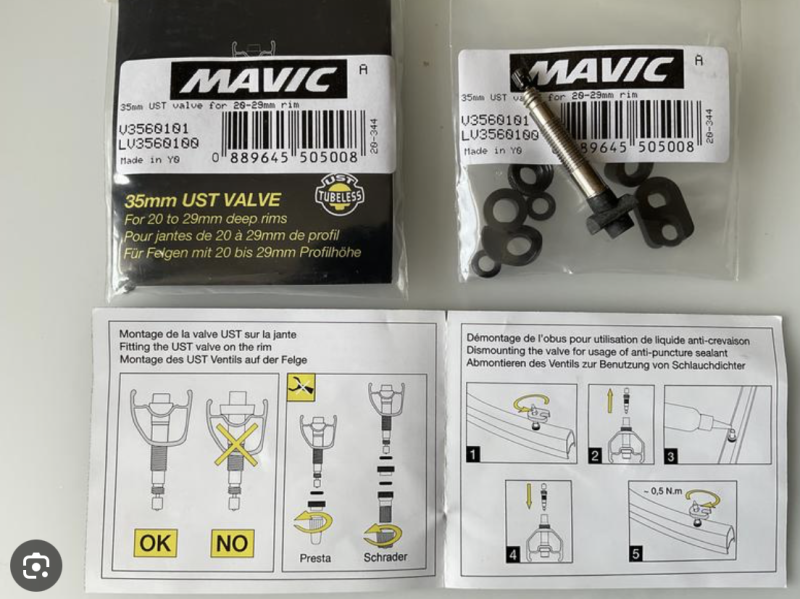 MAVIC
A
35mm UST valve for 20-29mm rim
V3560101
LV3560100
Made in Y0
0 889645 505008
20-344
35mm UST VALVE
UST
TUBELESS
For 20 to 29mm deep rims
Pour jantes de 20 à 29mm de profil
Für Felgen mit 20 bis 29mm Profilhöhe
MAVIC
A
35mm UST for 20-29mm rim
V3560101
LV3560100
Made in Y0
889645 505008
20-344
Montage de la valve UST sur la jante
Fitting the UST valve on the rim
Montage des UST Ventils auf der Felge
OK
NO
Presta
Schrader
Démontage de l'obus pour utilisation de liquide anti-crevaison
Dismounting the valve for usage of anti-puncture sealant
Abmontieren des Ventils zur Benutzung von Schlauchdichter
1
2
3
4
~ 0,5 N.m
5